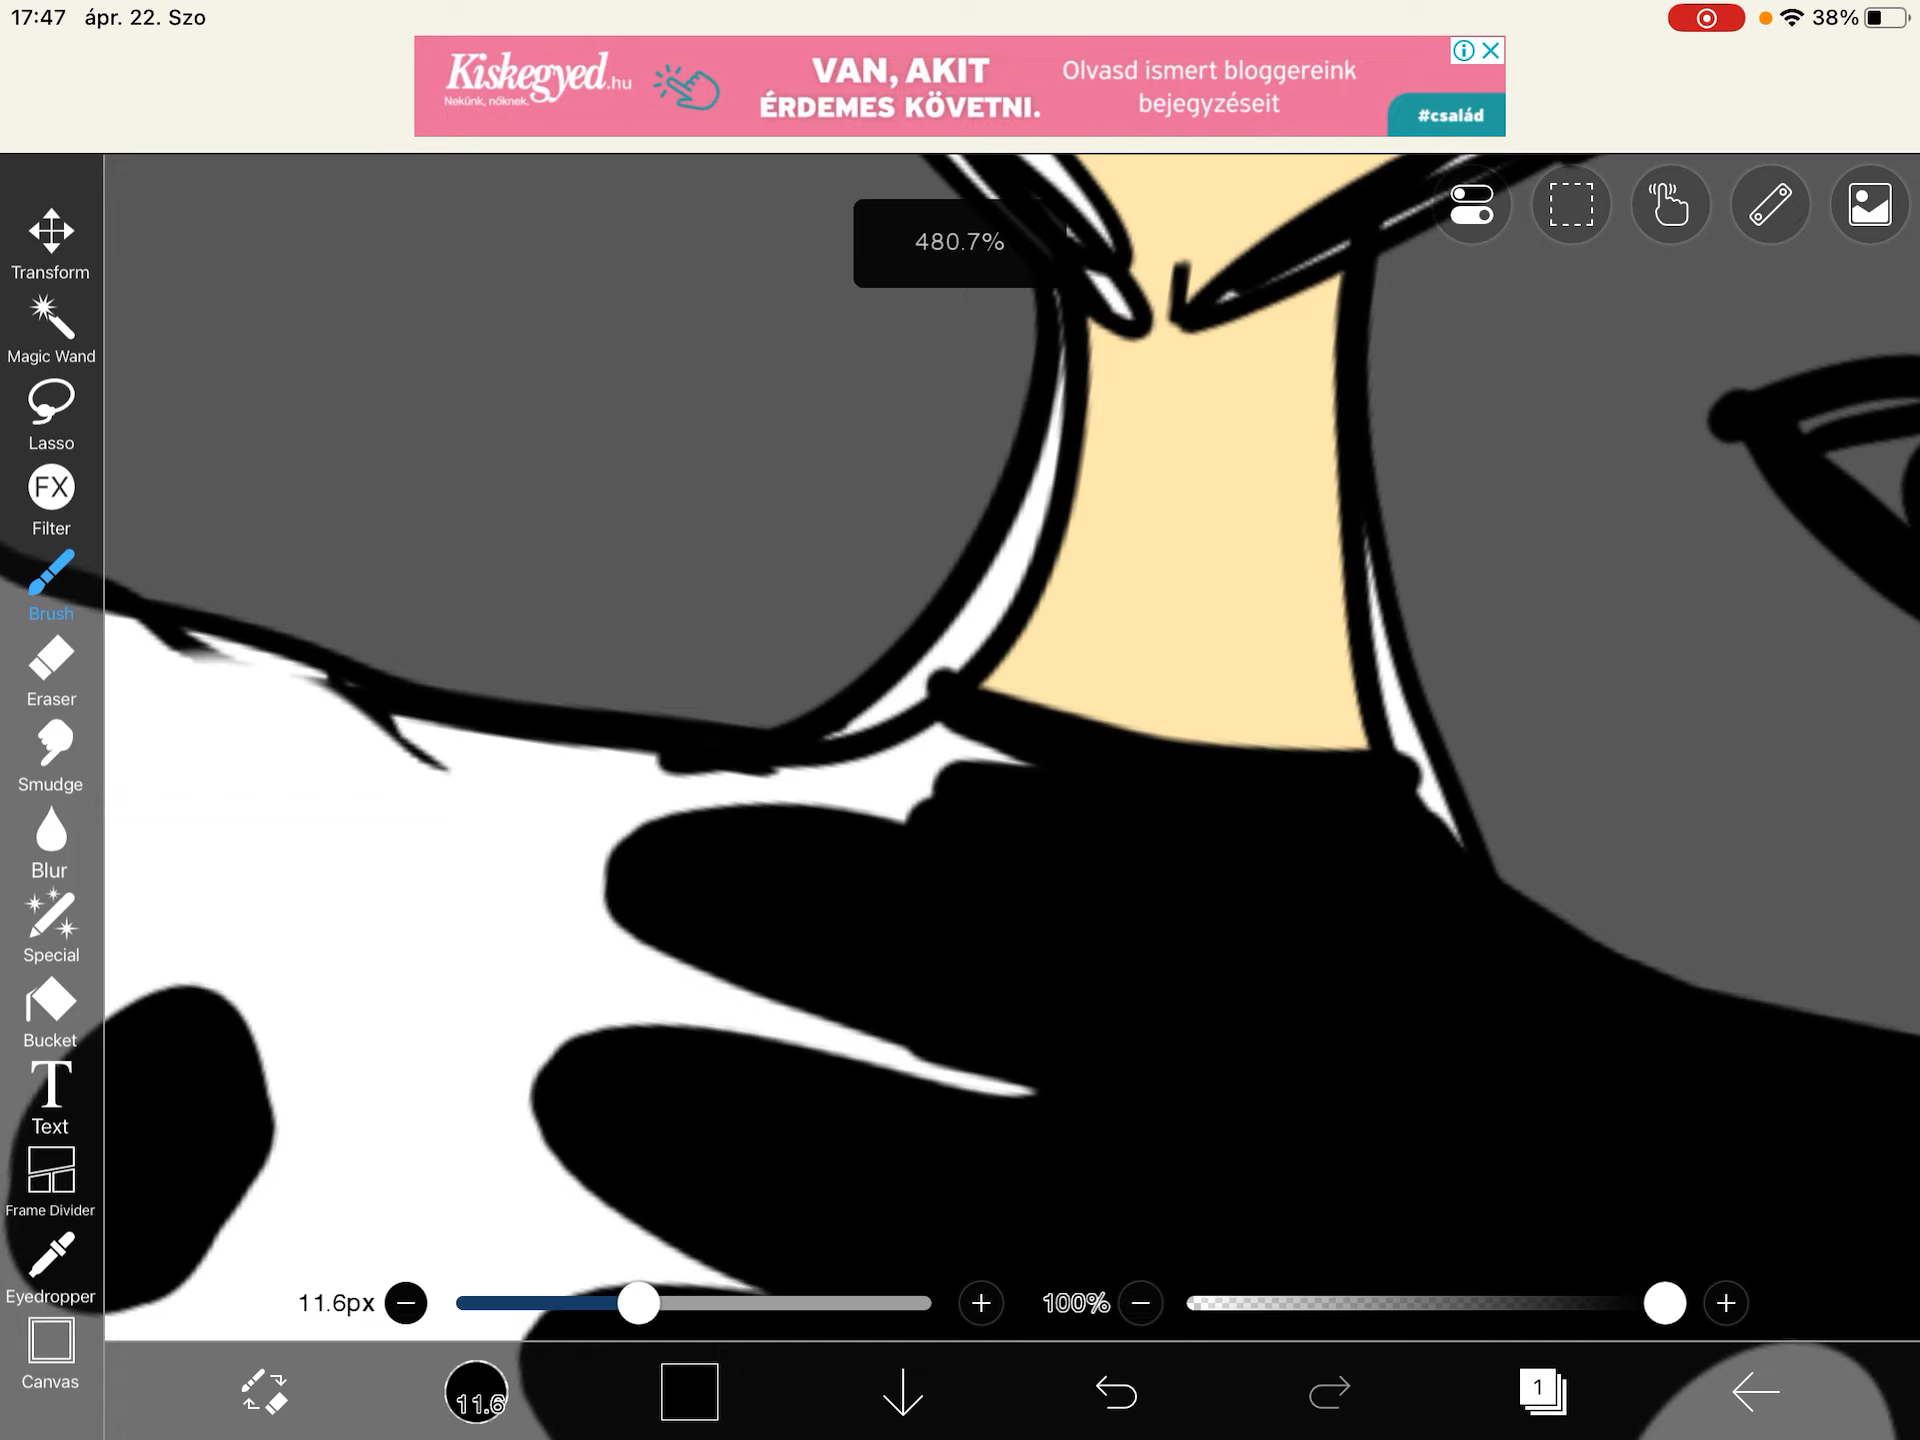 17:47 ápr. 22. Szo
38%
Kiskegyed.hu
Nekünk, nőknek.
VAN, AKIT
ÉRDEMES KÖVETNI.
Olvasd ismert bloggereink
bejegyzéseit
#család
480.7%
Transform
Magic Wand
Lasso
FX
Filter
Brush
Eraser
Smudge
Blur
Special
Bucket
T
Text
Frame Divider
Eyedropper
Canvas
11.6px
100%
11.6
1